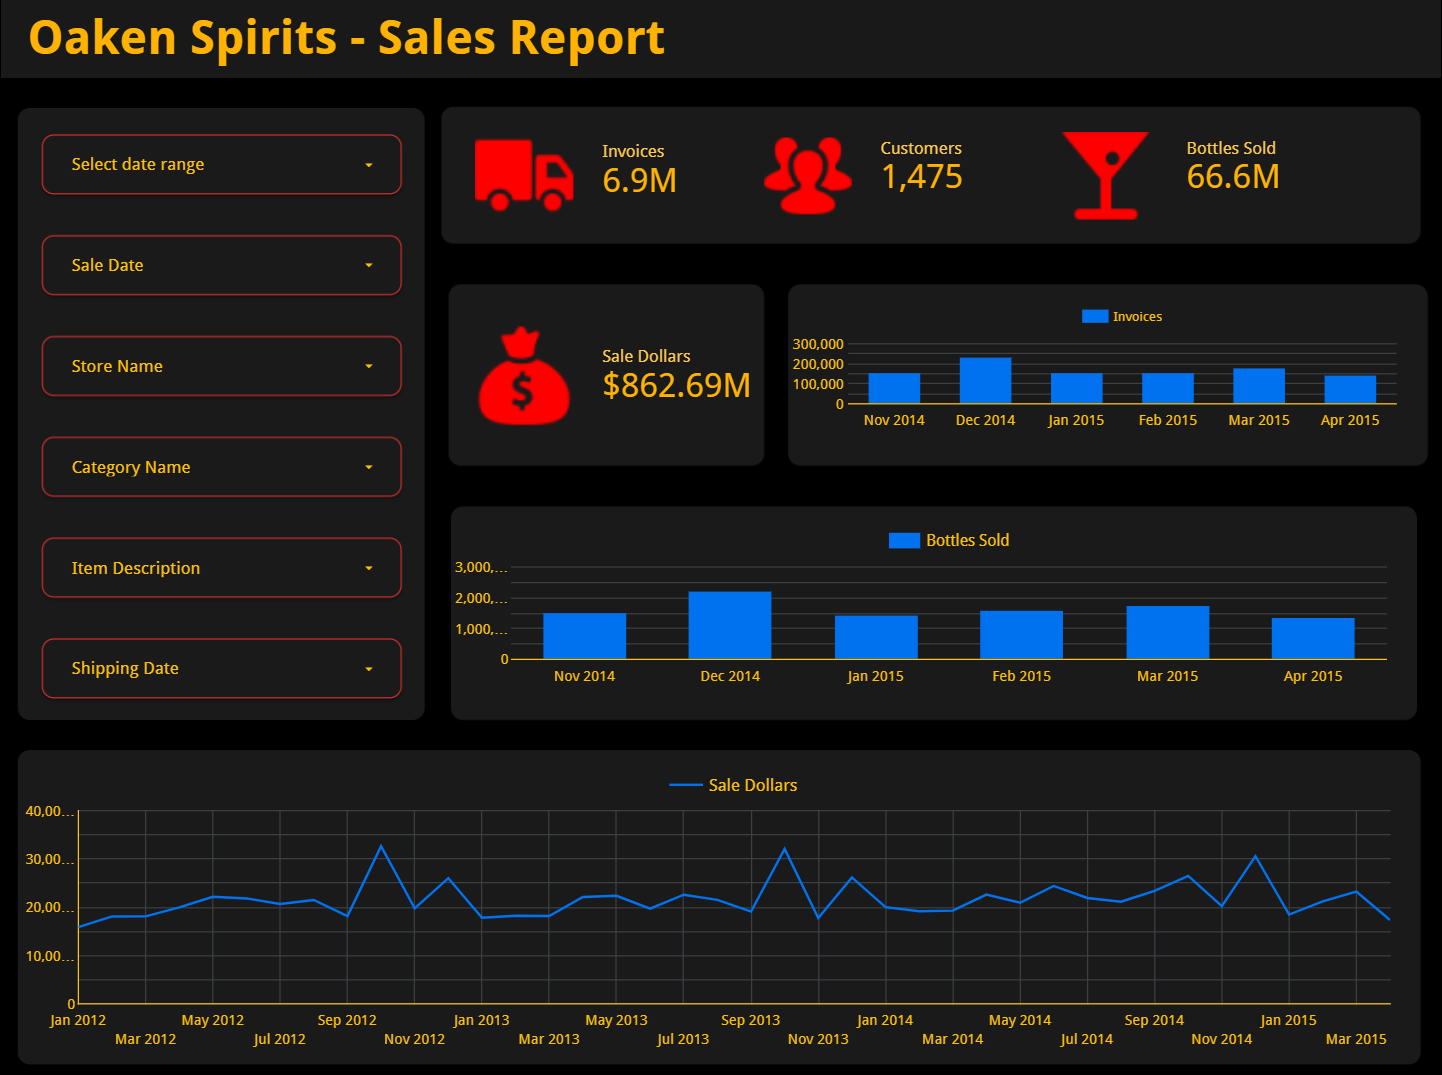 Oaken Spirits - Sales Report
Select date range
Sale Date
Store Name
Category Name
Item Description
Shipping Date
Invoices
6.9M
Customers
1,475
Bottles Sold
66.6M
Sale Dollars
$862.69M
$
Invoices
300,000
200,000
100,000
0
Nov 2014 Dec 2014 Jan 2015 Feb 2015 Mar 2015 Apr 2015
Bottles Sold
3,000,...
2,000,...
1,000,...
0
Nov 2014 Dec 2014 Jan 2015 Feb 2015 Mar 2015 Apr 2015
Sale Dollars
40,00...
30,00...
20,00...
10,00...
0
Jan 2012 May 2012 Sep 2012 Jan 2013 May 2013 Sep 2013 Jan 2014 May 2014 Sep 2014 Jan 2015
Mar 2012 Jul 2012 Nov 2012 Mar 2013 Jul 2013 Nov 2013 Mar 2014 Jul 2014 Nov 2014 Mar 2015